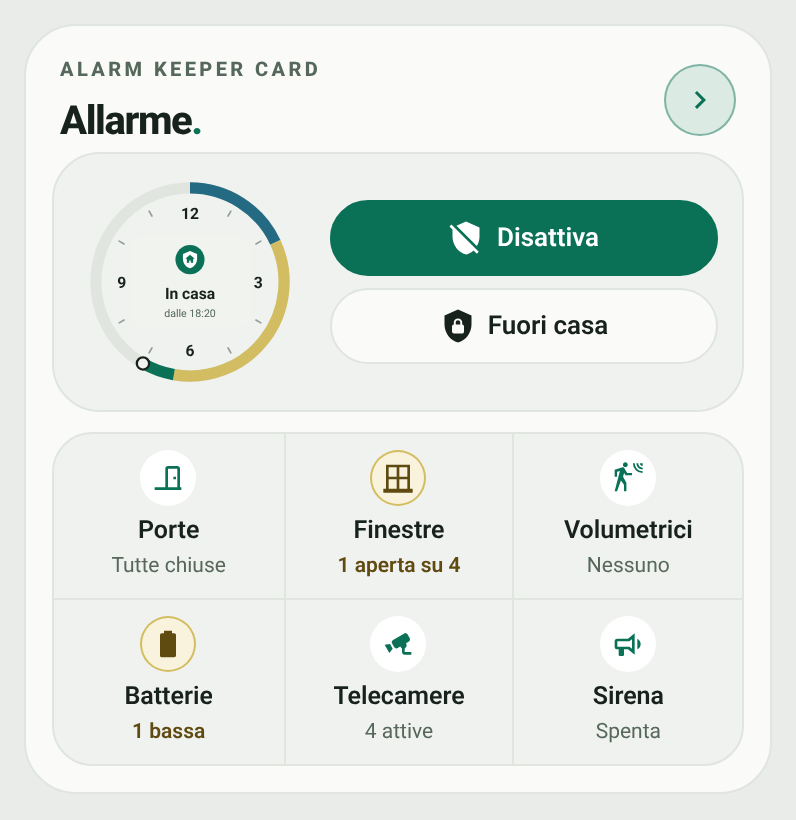 ALARM KEEPER CARD
Allarme.
12
9
3
6
In casa
dalle 18:20
Disattiva
Fuori casa
Porte
Tutte chiuse
Finestre
1 aperta su 4
Volumetrici
Nessuno
Batterie
1 bassa
Telecamere
4 attive
Sirena
Spenta